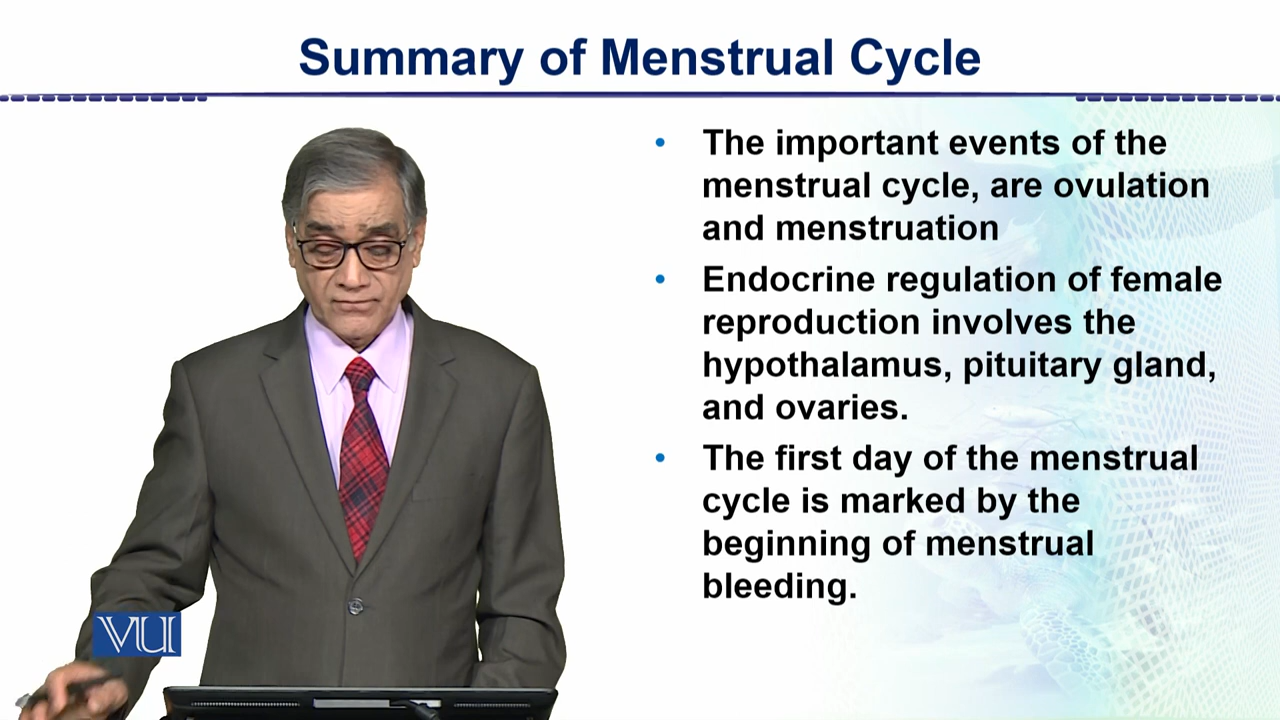 Summary of Menstrual Cycle
• The important events of the
menstrual cycle, are ovulation
and menstruation
• Endocrine regulation of female
reproduction involves the
hypothalamus, pituitary gland,
and ovaries.
• The first day of the menstrual
cycle is marked by the
beginning of menstrual
bleeding.
VU